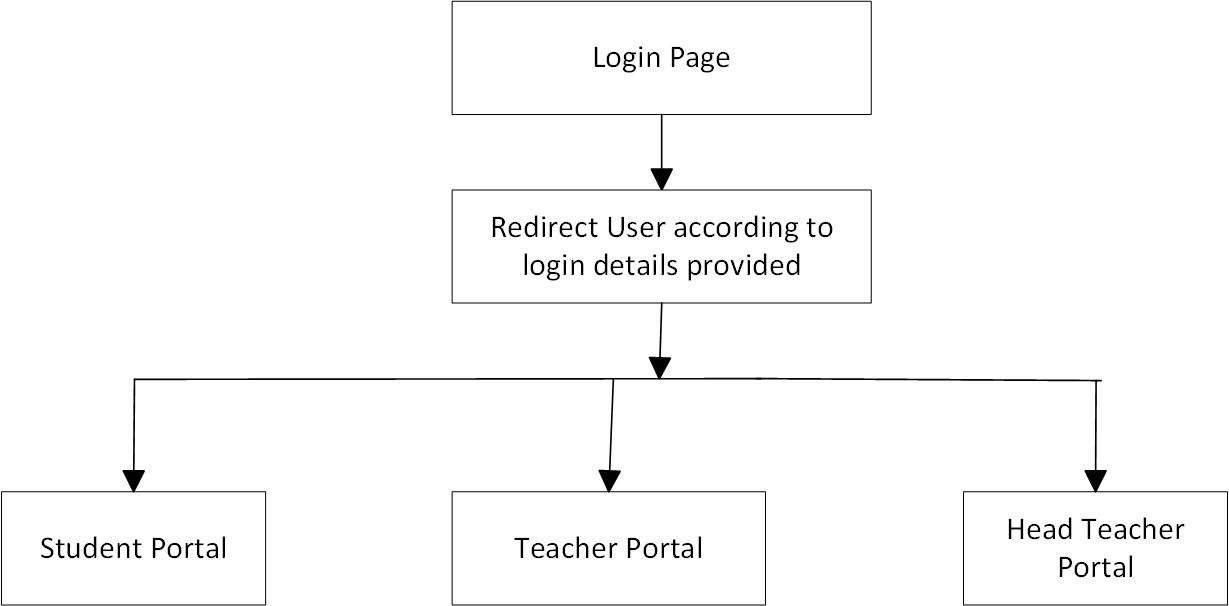 Login Page
Redirect User according to
login details provided
Student Portal
Teacher Portal
Head Teacher
Portal